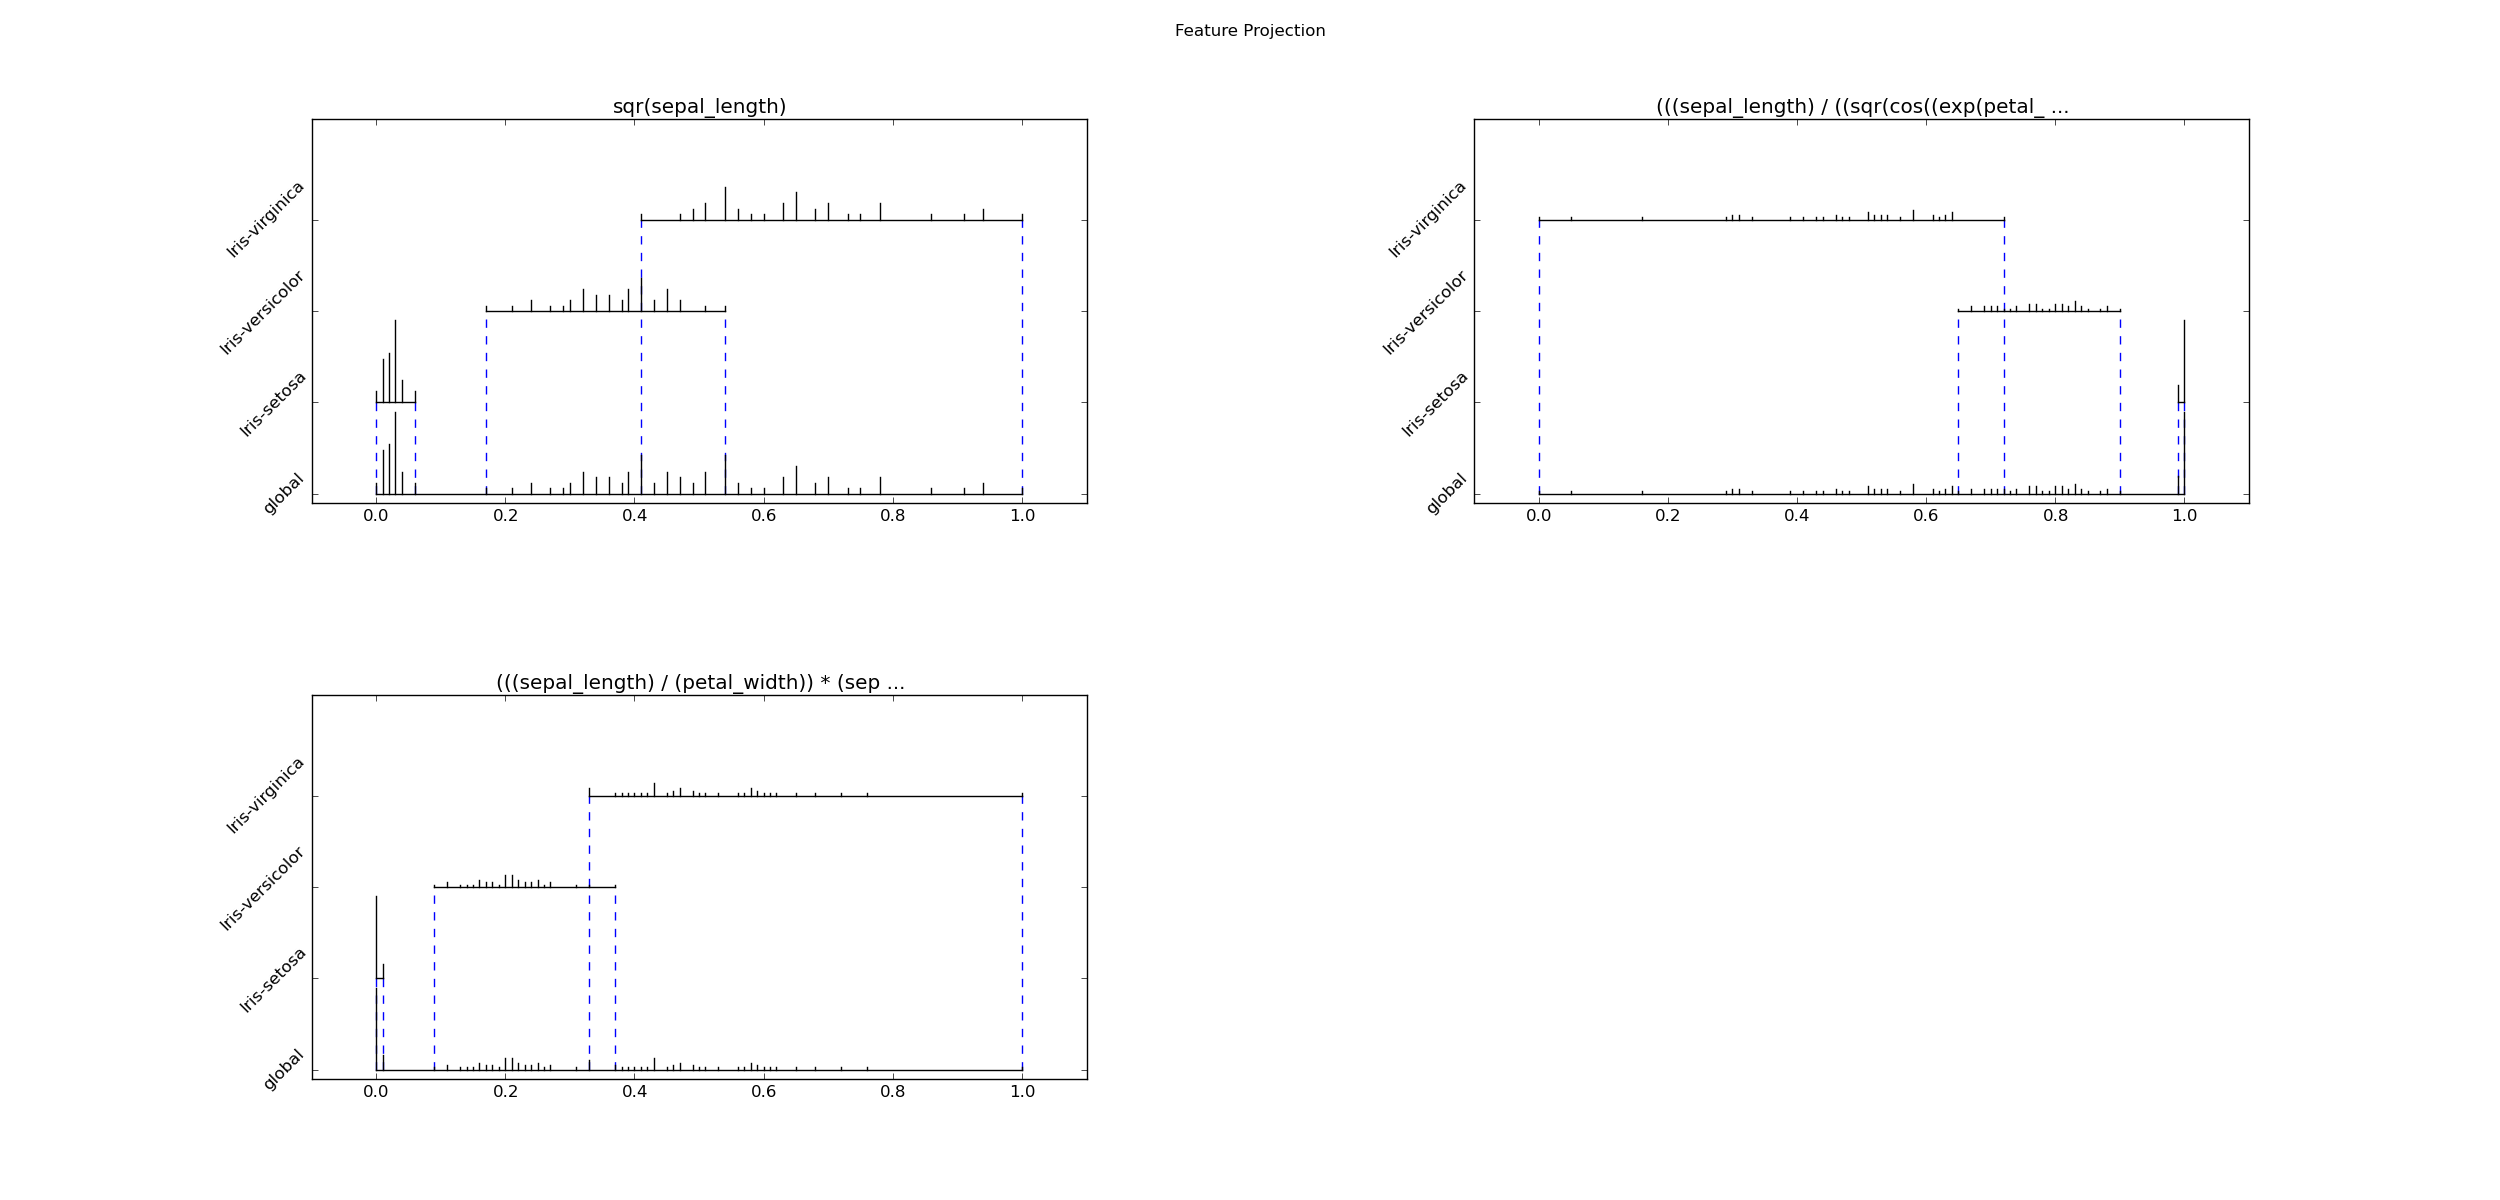 Feature Projection
sqr(sepal_length)
Iris-virginica
Iris-versicolor
Iris-setosa
global
0.0 0.2 0.4 0.6 0.8 1.0
(((sepal_length) / ((sqr(cos((exp(petal_ ...
Iris-virginica
Iris-versicolor
Iris-setosa
global
0.0 0.2 0.4 0.6 0.8 1.0
(((sepal_length) / (petal_width)) * (sep ...
Iris-virginica
Iris-versicolor
Iris-setosa
global
0.0 0.2 0.4 0.6 0.8 1.0